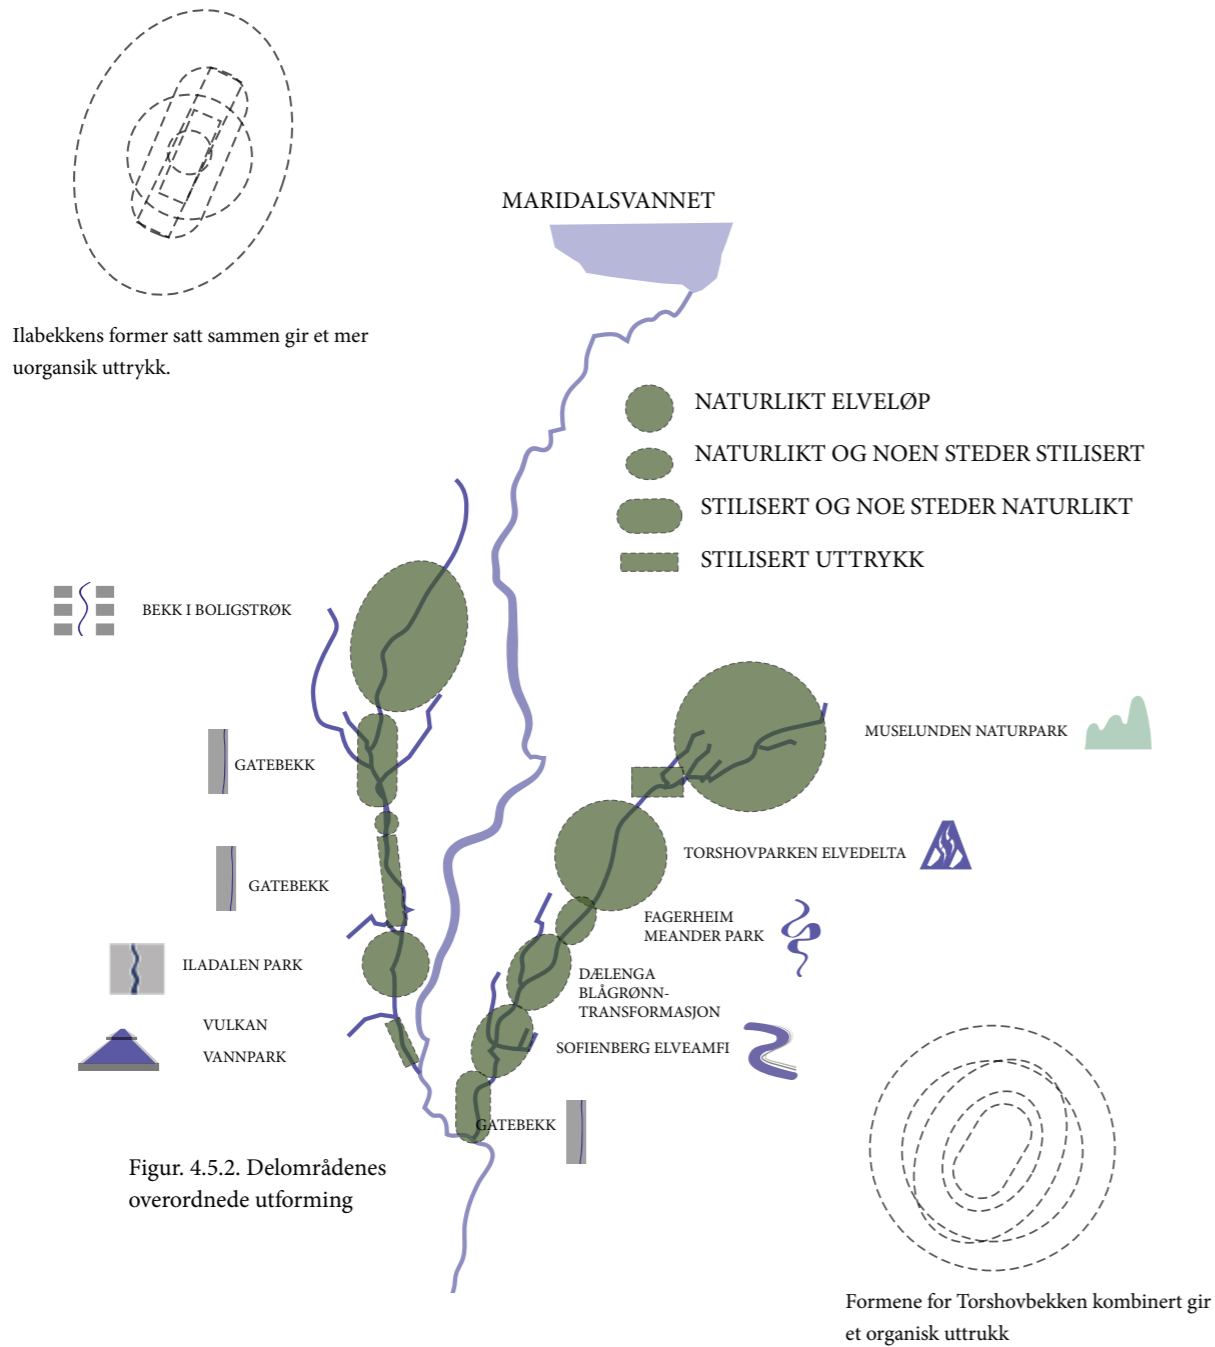 MARIDALSVANNET
Ilabekkens former satt sammen gir et mer
uorgansik uttrykk.
NATURLIKT ELVELØP
NATURLIKT OG NOEN STEDER STILISERT
STILISERT OG NOE STEDER NATURLIKT
STILISERT UTTRYKK
BEKK I BOLIGSTRØK
GATEBEKK
GATEBEKK
ILADALEN PARK
VULKAN
VANNPARK
MUSELUNDEN NATURPARK
TORSHOVPARKEN ELVEDELTA
FAGERHEIM
MEANDER PARK
DÆLENGA
BLÅGRØNN-
TRANSFORMASJON
SOFIENBERG ELVEAMFI
GATEBEKK
Figur. 4.5.2. Delområdenes
overordnede utforming
Formene for Torshovbekken kombinert gir
et organisk uttrukk